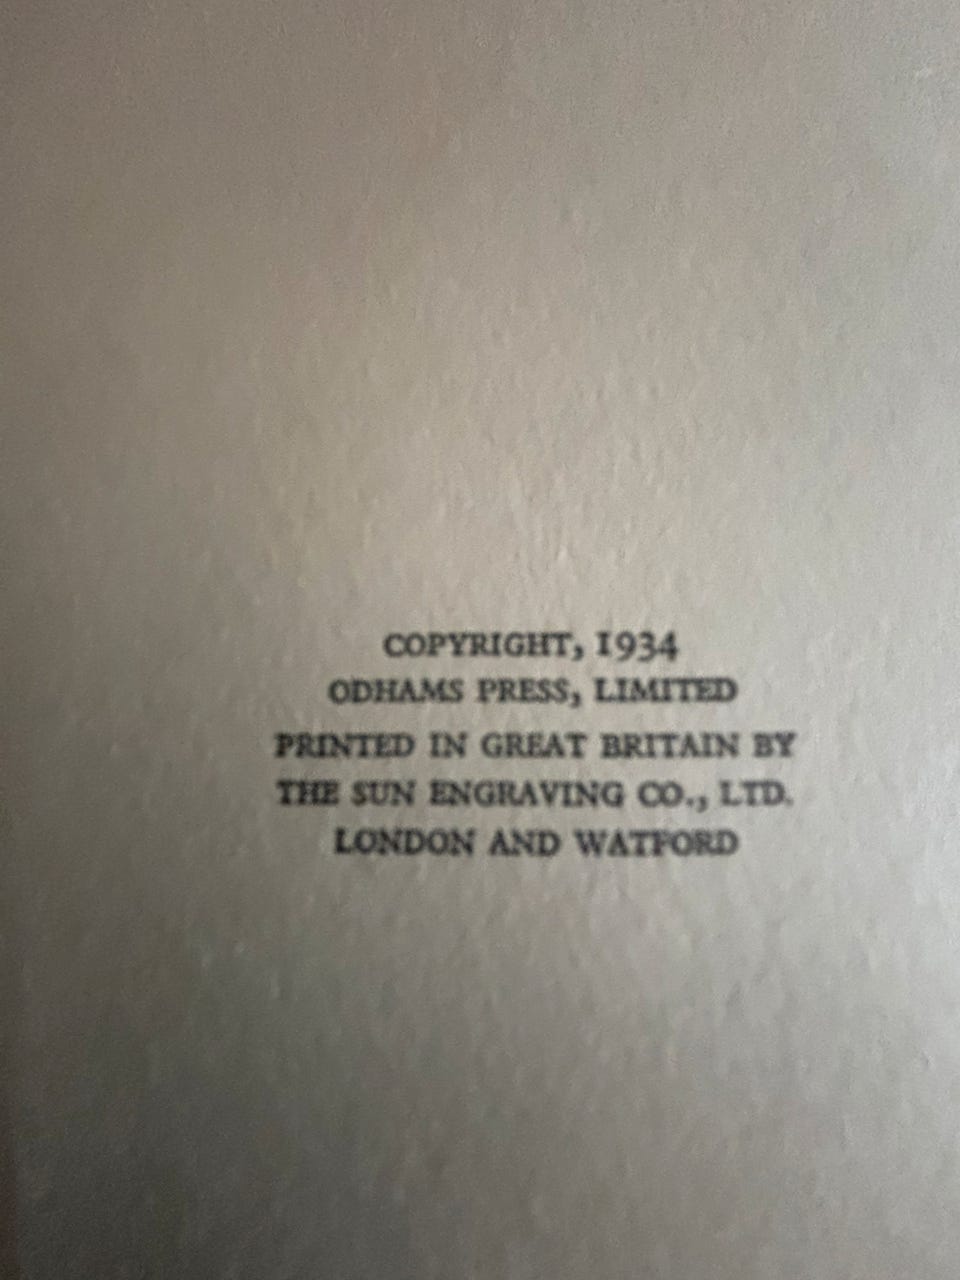 COPYRIGHT, 1934
ODHAMS PRESS, LIMITED
PRINTED IN GREAT BRITAIN BY
THE SUN ENGRAVING CO., LTD.
LONDON AND WATFORD